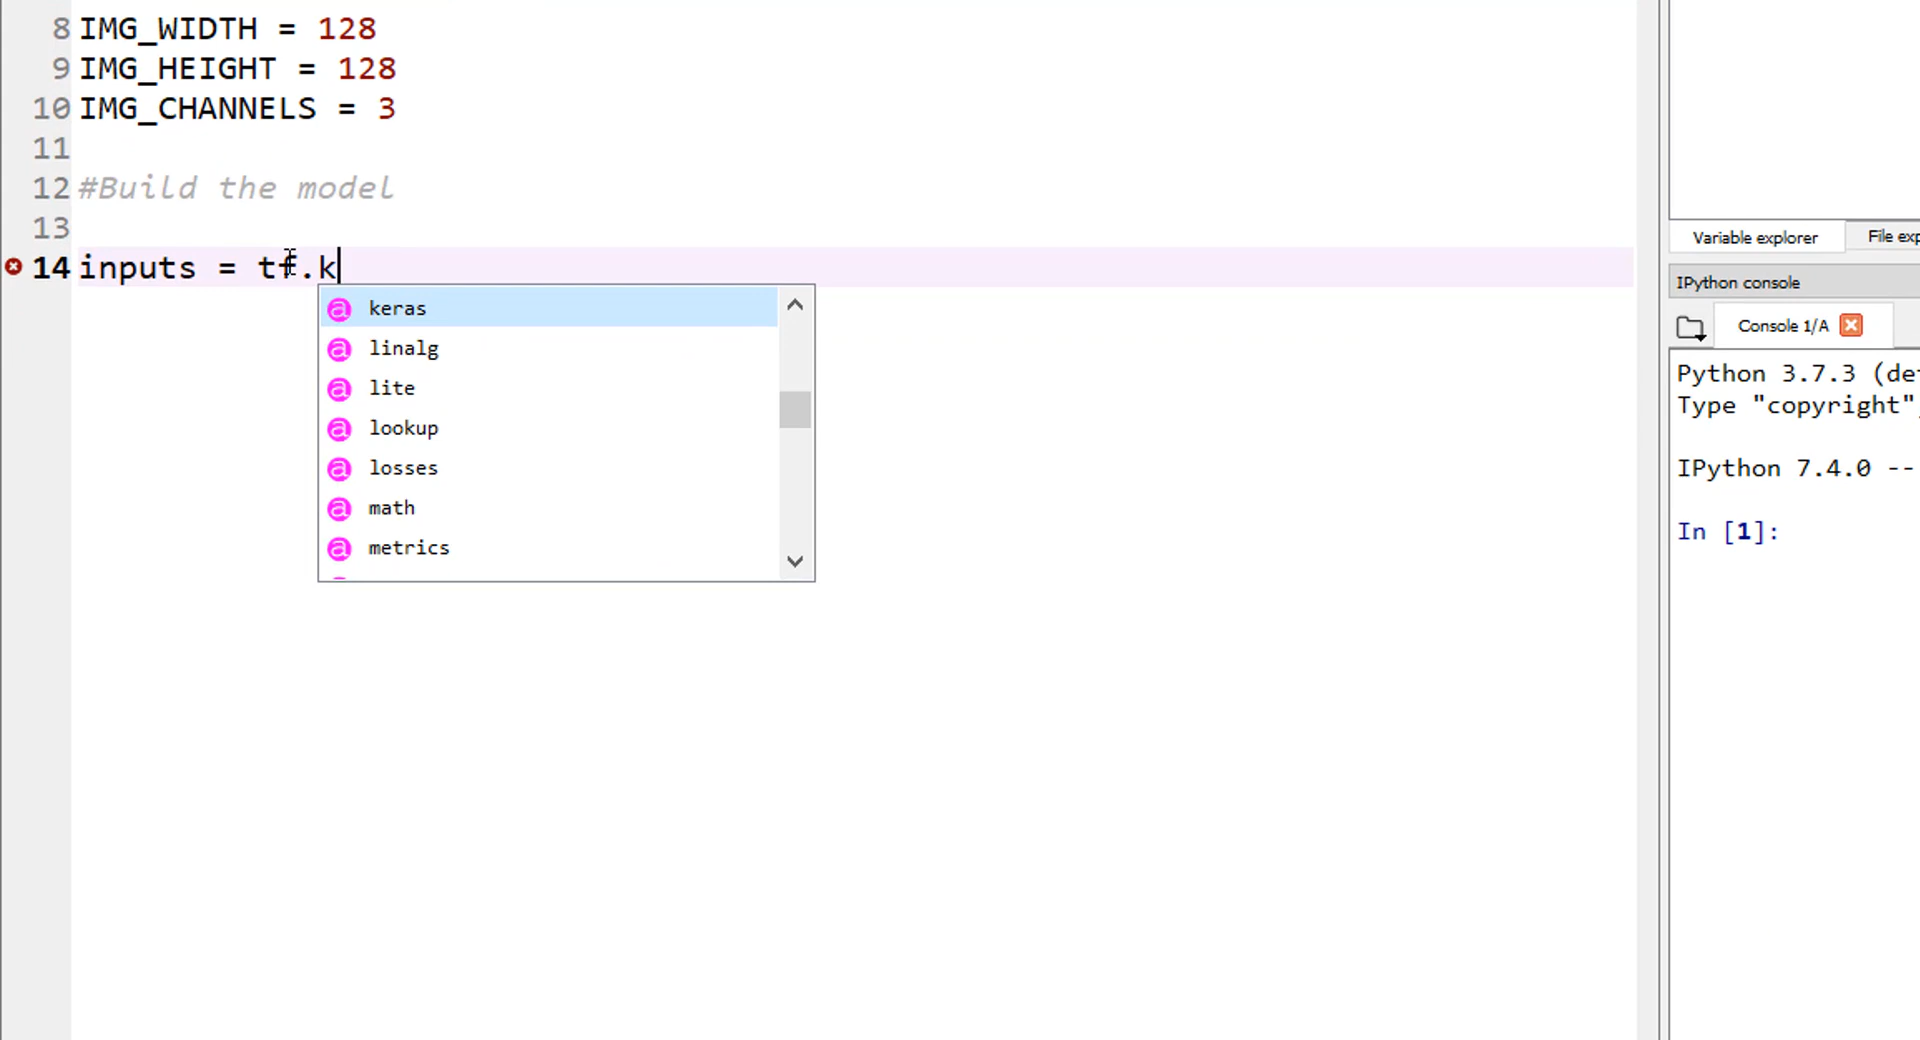 8 IMG_WIDTH = 128
9 IMG_HEIGHT = 128
10 IMG_CHANNELS = 3
11
12 #Build the model
13
14 inputs = tf.k
keras
linalg
lite
lookup
losses
math
metrics
Variable explorer File exp
IPython console
Console 1/A
Python 3.7.3 (de
Type "copyright",
IPython 7.4.0 --
In [1]: